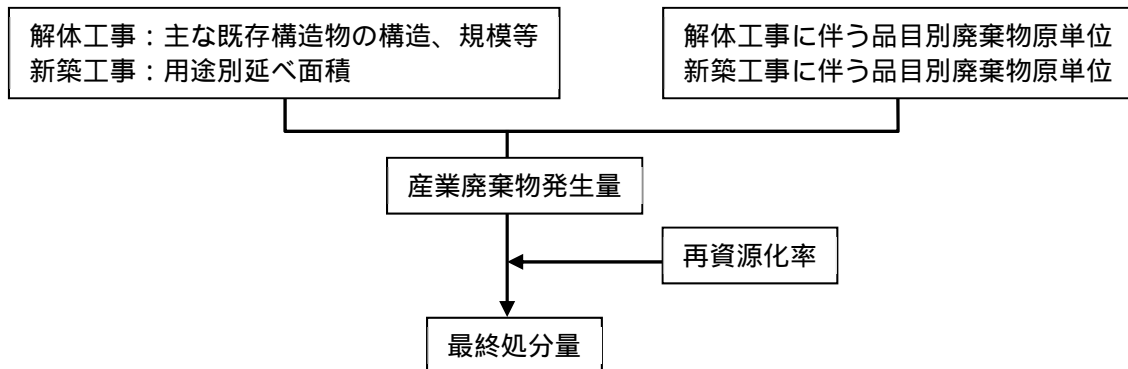 解体工事：主な既存構造物の構造、規模等
新築工事：用途別延べ面積
解体工事に伴う品目別廃棄物原単位
新築工事に伴う品目別廃棄物原単位
産業廃棄物発生量
再資源化率
最終処分量